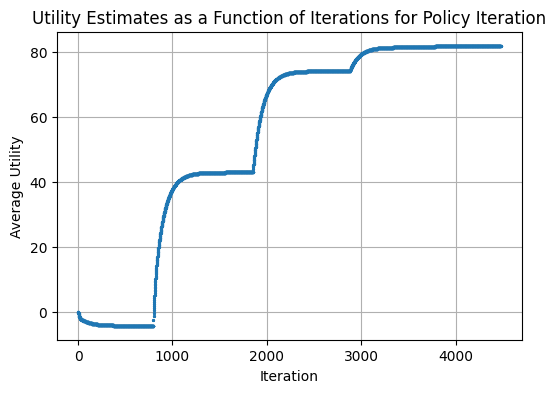 Utility Estimates as a Function of Iterations for Policy Iteration
80
60
40
20
0
Average Utility
0 1000 2000 3000 4000
Iteration